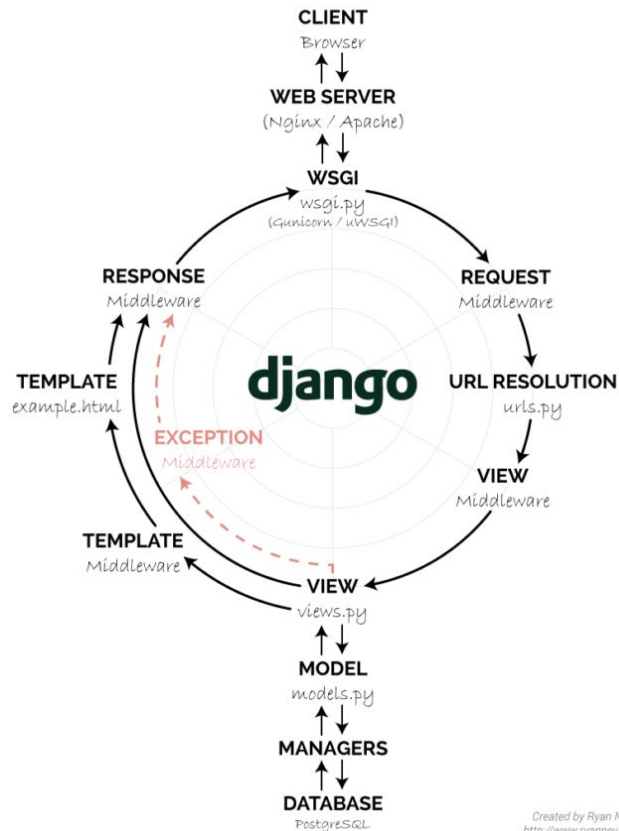 CLIENT
Browser
WEB SERVER
(Nginx / Apache)
WSGI
wsgi.py
(Gunicorn / uWSGI)
RESPONSE
Middleware
REQUEST
Middleware
django
TEMPLATE
example.html
URL RESOLUTION
urls.py
EXCEPTION
Middleware
VIEW
Middleware
TEMPLATE
Middleware
VIEW
views.py
MODEL
models.py
MANAGERS
DATABASE
PostgreSQL
Created by Ryan